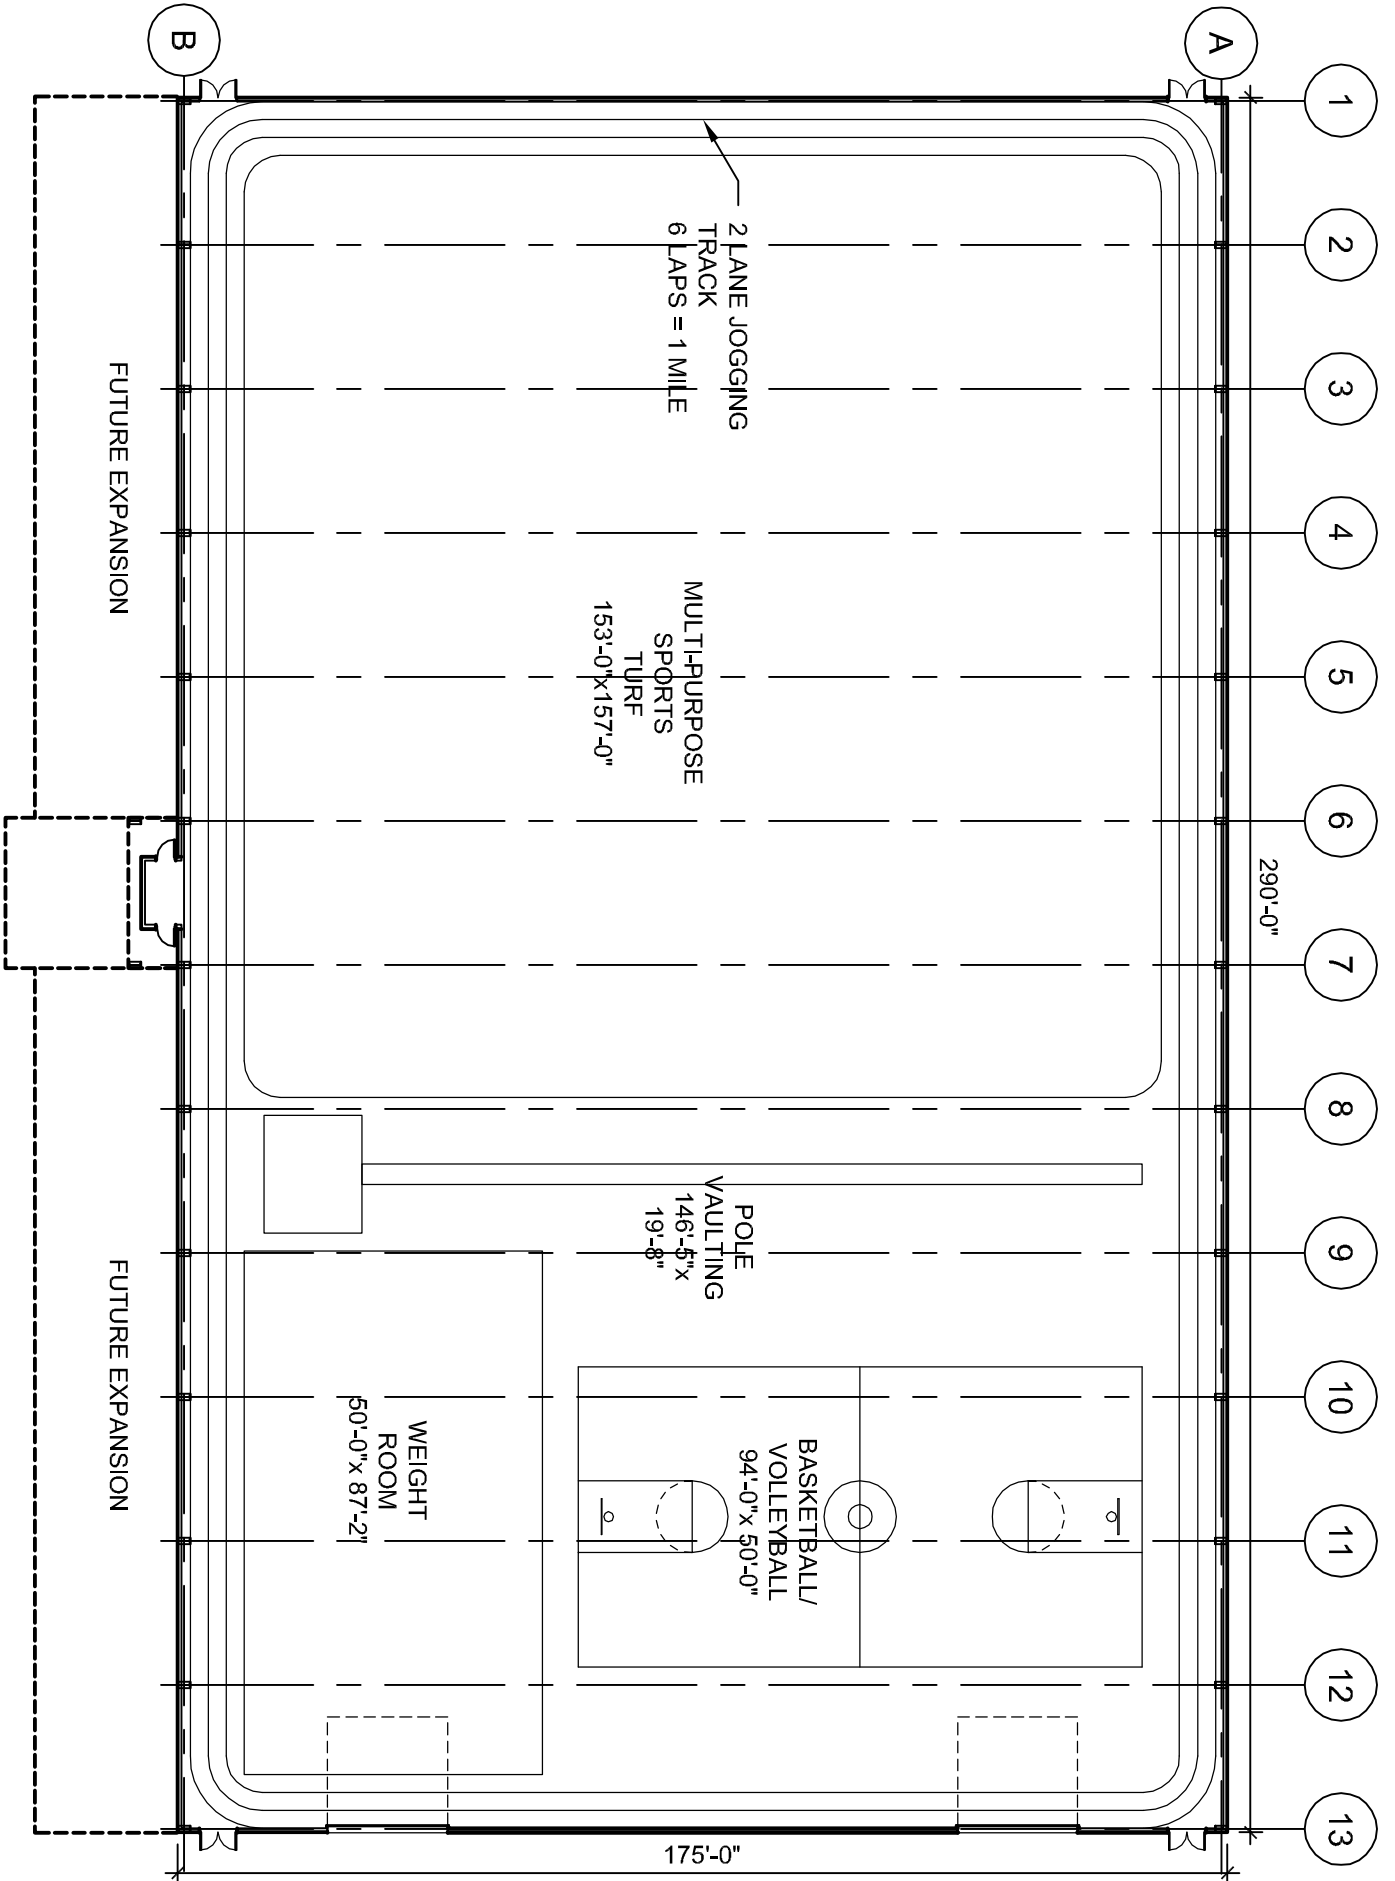 B
A
1
2
3
4
5
6
7
8
9
10
11
12
13
290'-0"
175'-0"
2 LANE JOGGING
TRACK
6 LAPS = 1 MILE
MULTI-PURPOSE
SPORTS
TURF
153'-0"x157'-0"
FUTURE EXPANSION
POLE
VAULTING
146'-5"x
19'-8"
BASKETBALL/
VOLLEYBALL
94'-0"x 50'-0"
WEIGHT
ROOM
50'-0"x 87'-2"
FUTURE EXPANSION